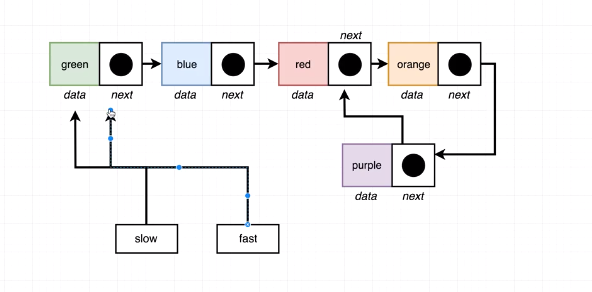 next
green
blue
red
orange
data
next
data
next
data
data
next
purple
data
next
slow
fast